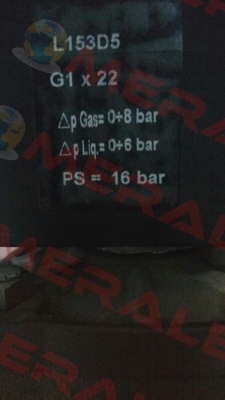 L153D5
G1 x 22
△p Gas= 0÷8 bar
△p Liq.= 0÷6 bar
PS = 16 bar